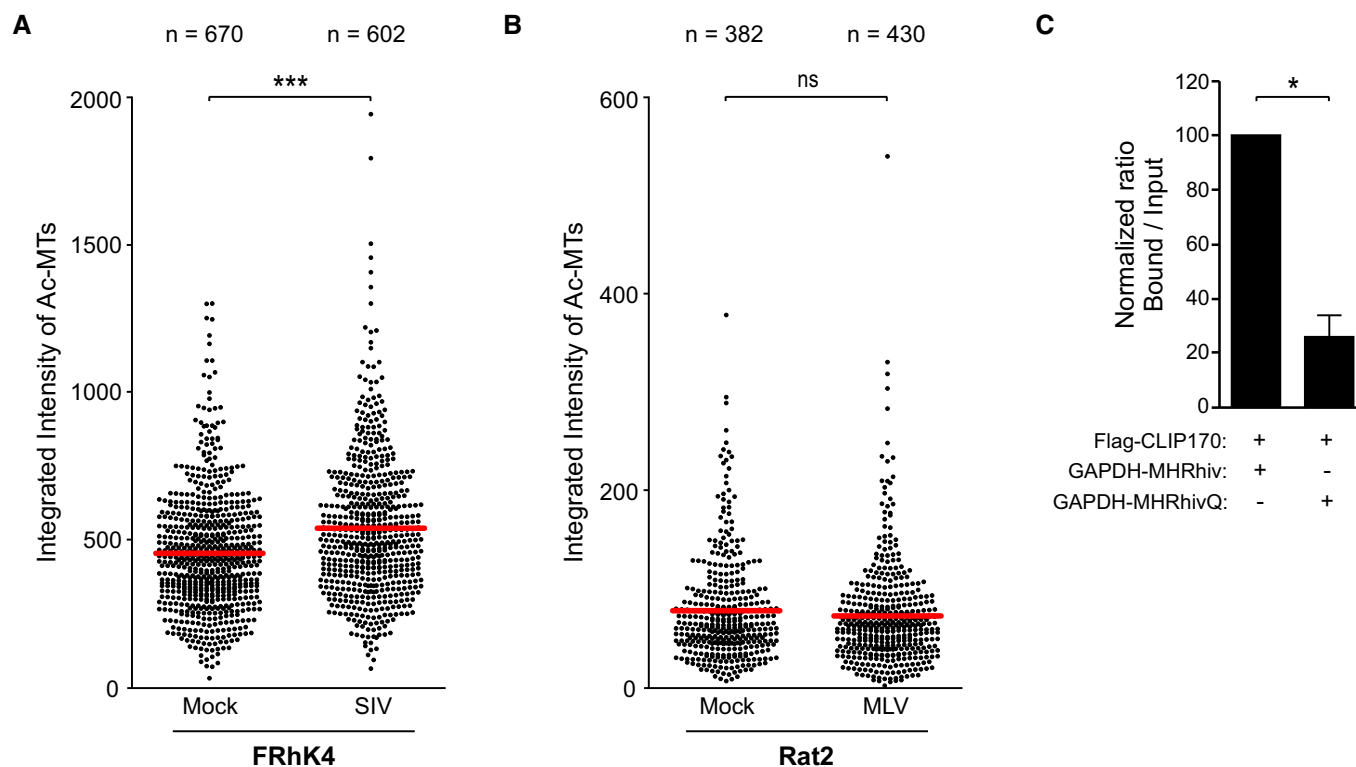 A
n = 670 n = 602
***
2000
1500
1000
500
0
Integrated Intensity of Ac-MTs
Mock SIV
FRhK4
B
n = 382 n = 430
ns
600
400
200
0
Integrated Intensity of Ac-MTs
Mock MLV
Rat2
C
*
120
100
80
60
40
20
0
Normalized ratio
Bound / Input
Flag-CLIP170: + +
GAPDH-MHRhiv: + -
GAPDH-MHRhivQ: - +